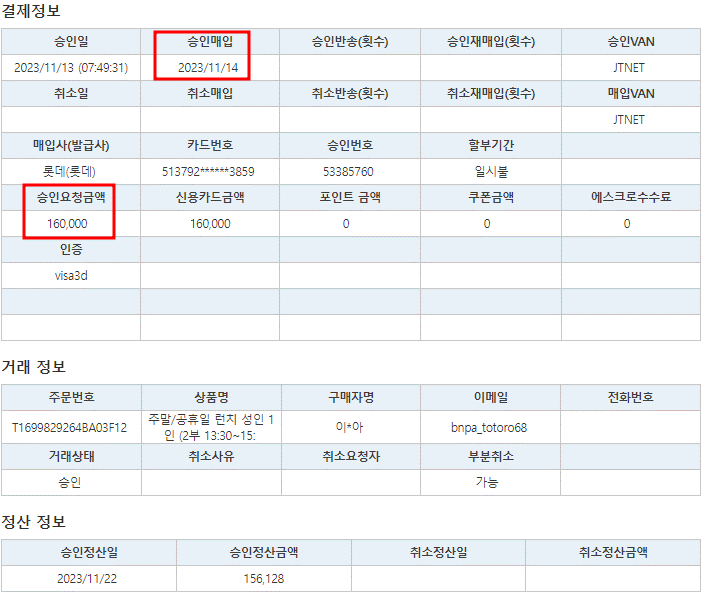 결제정보
승인일 승인매입 승인반송(횟수) 승인재매입(횟수) 승인VAN
2023/11/13 (07:49:31) 2023/11/14 JTNET
취소일 취소매입 취소반송(횟수) 취소재매입(횟수) 매입VAN
JTNET
매입사(발급사) 카드번호 승인번호 할부기간
롯데(롯데) 513792******3859 53385760 일시불
승인요청금액 신용카드금액 포인트 금액 쿠폰금액 에스크로수수료
160,000 160,000 0 0 0
인증
visa3d
거래 정보
주문번호 상품명 구매자명 이메일 전화번호
T1699829264BA03F12 주말/공휴일 런치 성인 1 이*아 bnpa_totoro68
인 (2부 13:30~15:
거래상태 취소사유 취소요청자 부분취소
승인 가능
정산 정보
승인정산일 승인정산금액 취소정산일 취소정산금액
2023/11/22 156,128